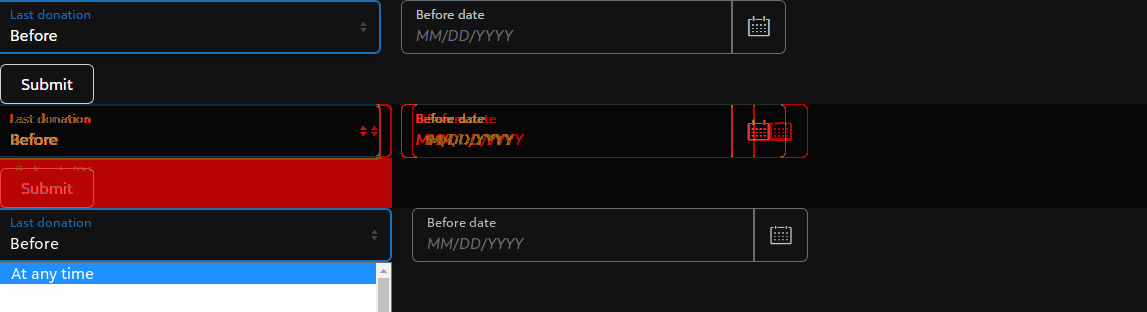 Last donation
Before
Before date
MM/DD/YYYY
Submit
Last donation
Before
Before date
MM/DD/YYYY
Submit
Last donation
Before
Before date
MM/DD/YYYY
At any time